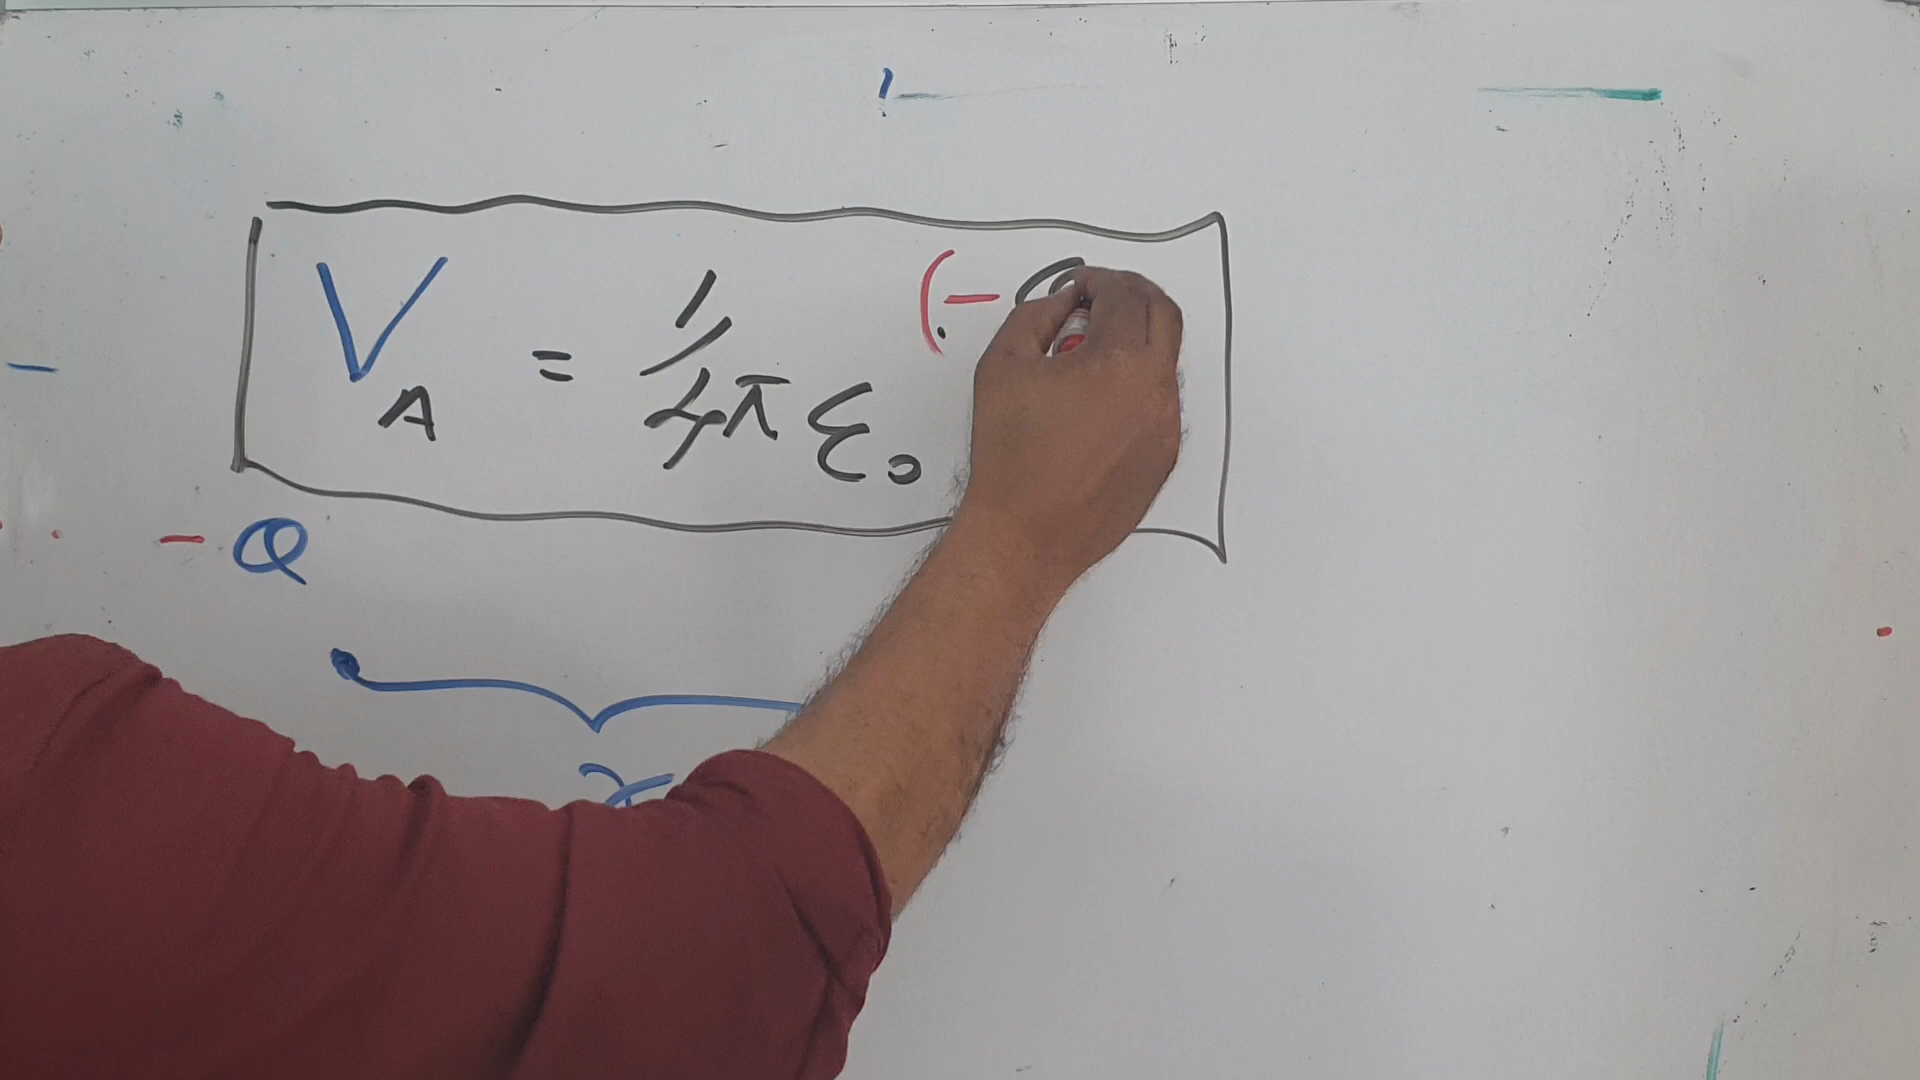 V_A = 1/4πε₀ (-
- Q